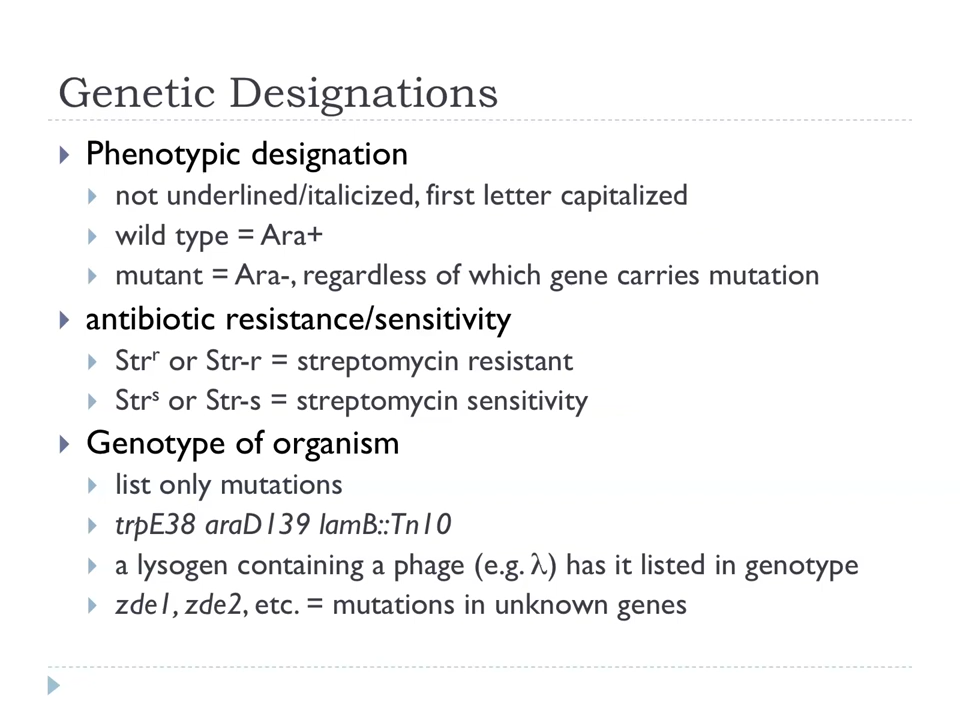 Genetic Designations
Phenotypic designation
not underlined/italicized, first letter capitalized
wild type = Ara+
mutant = Ara-, regardless of which gene carries mutation
antibiotic resistance/sensitivity
Strʳ or Str-r = streptomycin resistant
Strˢ or Str-s = streptomycin sensitivity
Genotype of organism
list only mutations
trpE38 araD139 lamB::Tn10
a lysogen containing a phage (e.g. λ) has it listed in genotype
zde1, zde2, etc. = mutations in unknown genes